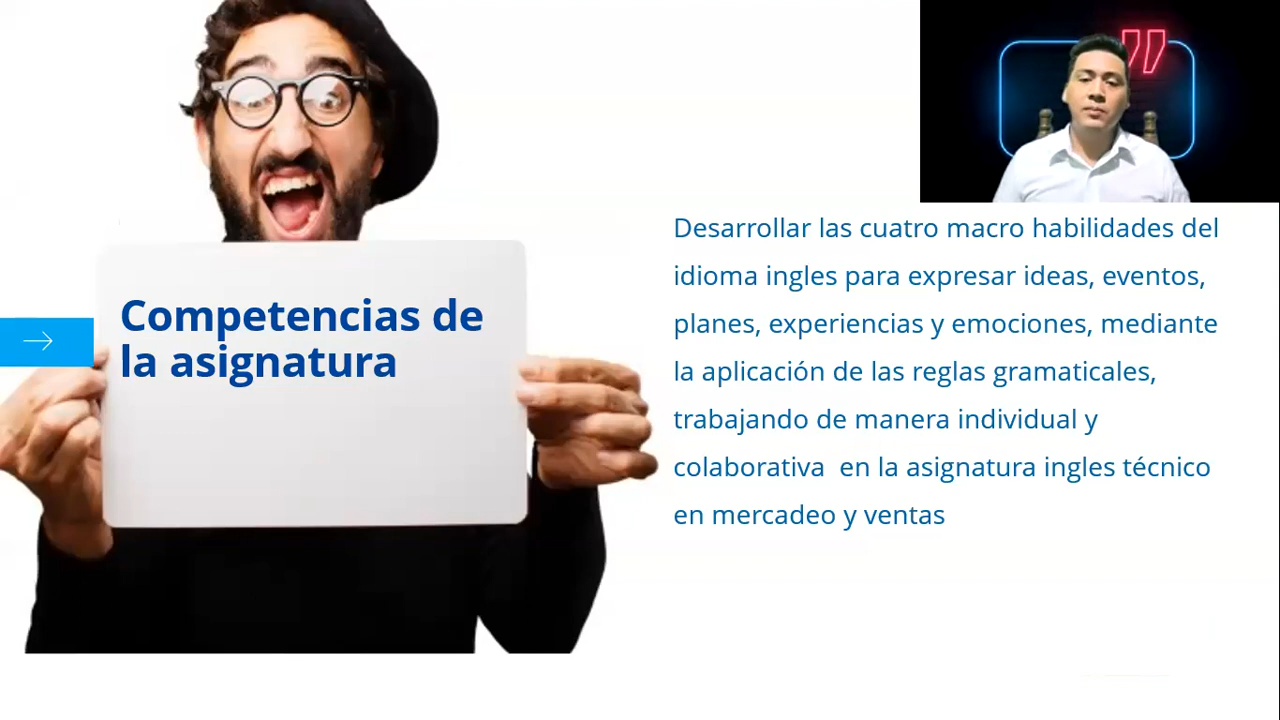 Competencias de
la asignatura
Desarrollar las cuatro macro habilidades del
idioma ingles para expresar ideas, eventos,
planes, experiencias y emociones, mediante
la aplicación de las reglas gramaticales,
trabajando de manera individual y
colaborativa  en la asignatura ingles técnico
en mercadeo y ventas